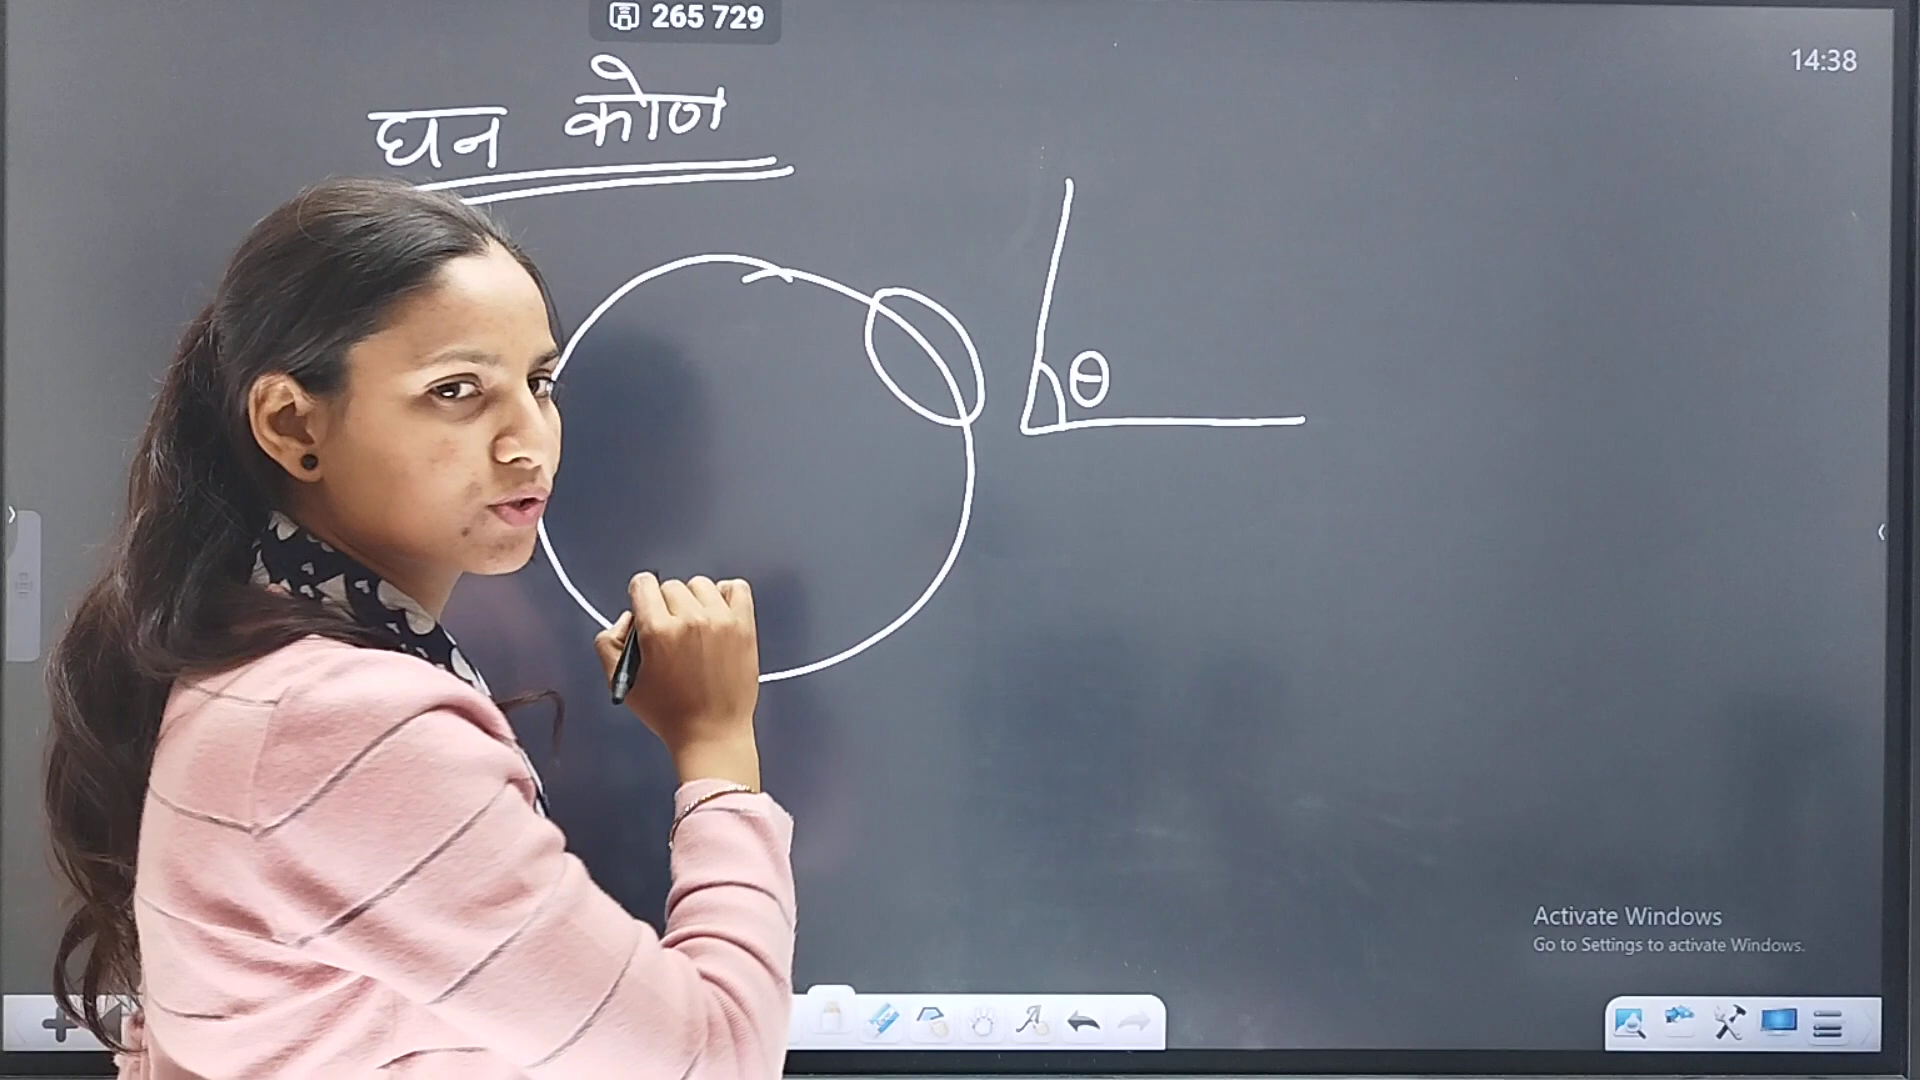 265 729
14:38
घन कोण
θ
Activate Windows
Go to Settings to activate Windows.